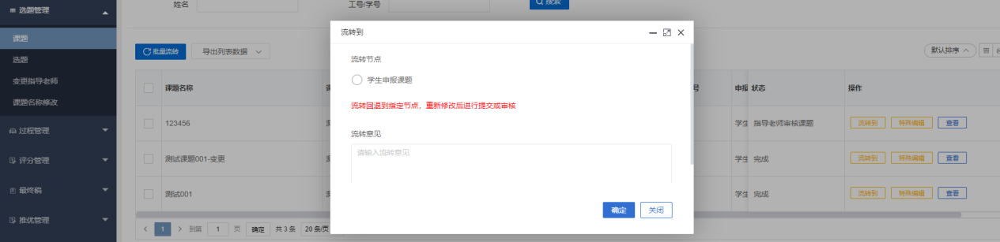 选题管理
课题
选题
变更指导老师
课题名称修改
过程管理
评分管理
最终稿
推优管理
姓名
工号/学号
搜索
批量流转
导出列表数据
默认排序
课题名称
号
申报
状态
操作
123456
学生
指导老师审核课题
流转到 特殊编辑 查看
测试课题001-变更
学生
完成
流转到 特殊编辑 查看
测试001
学生
完成
流转到 特殊编辑 查看
1
到第 1 页 确定 共 3 条 20 条/页
流转到
流转节点
学生申报课题
流转回退到指定节点，重新修改后进行提交或审核
流转意见
请输入流转意见
确定 关闭